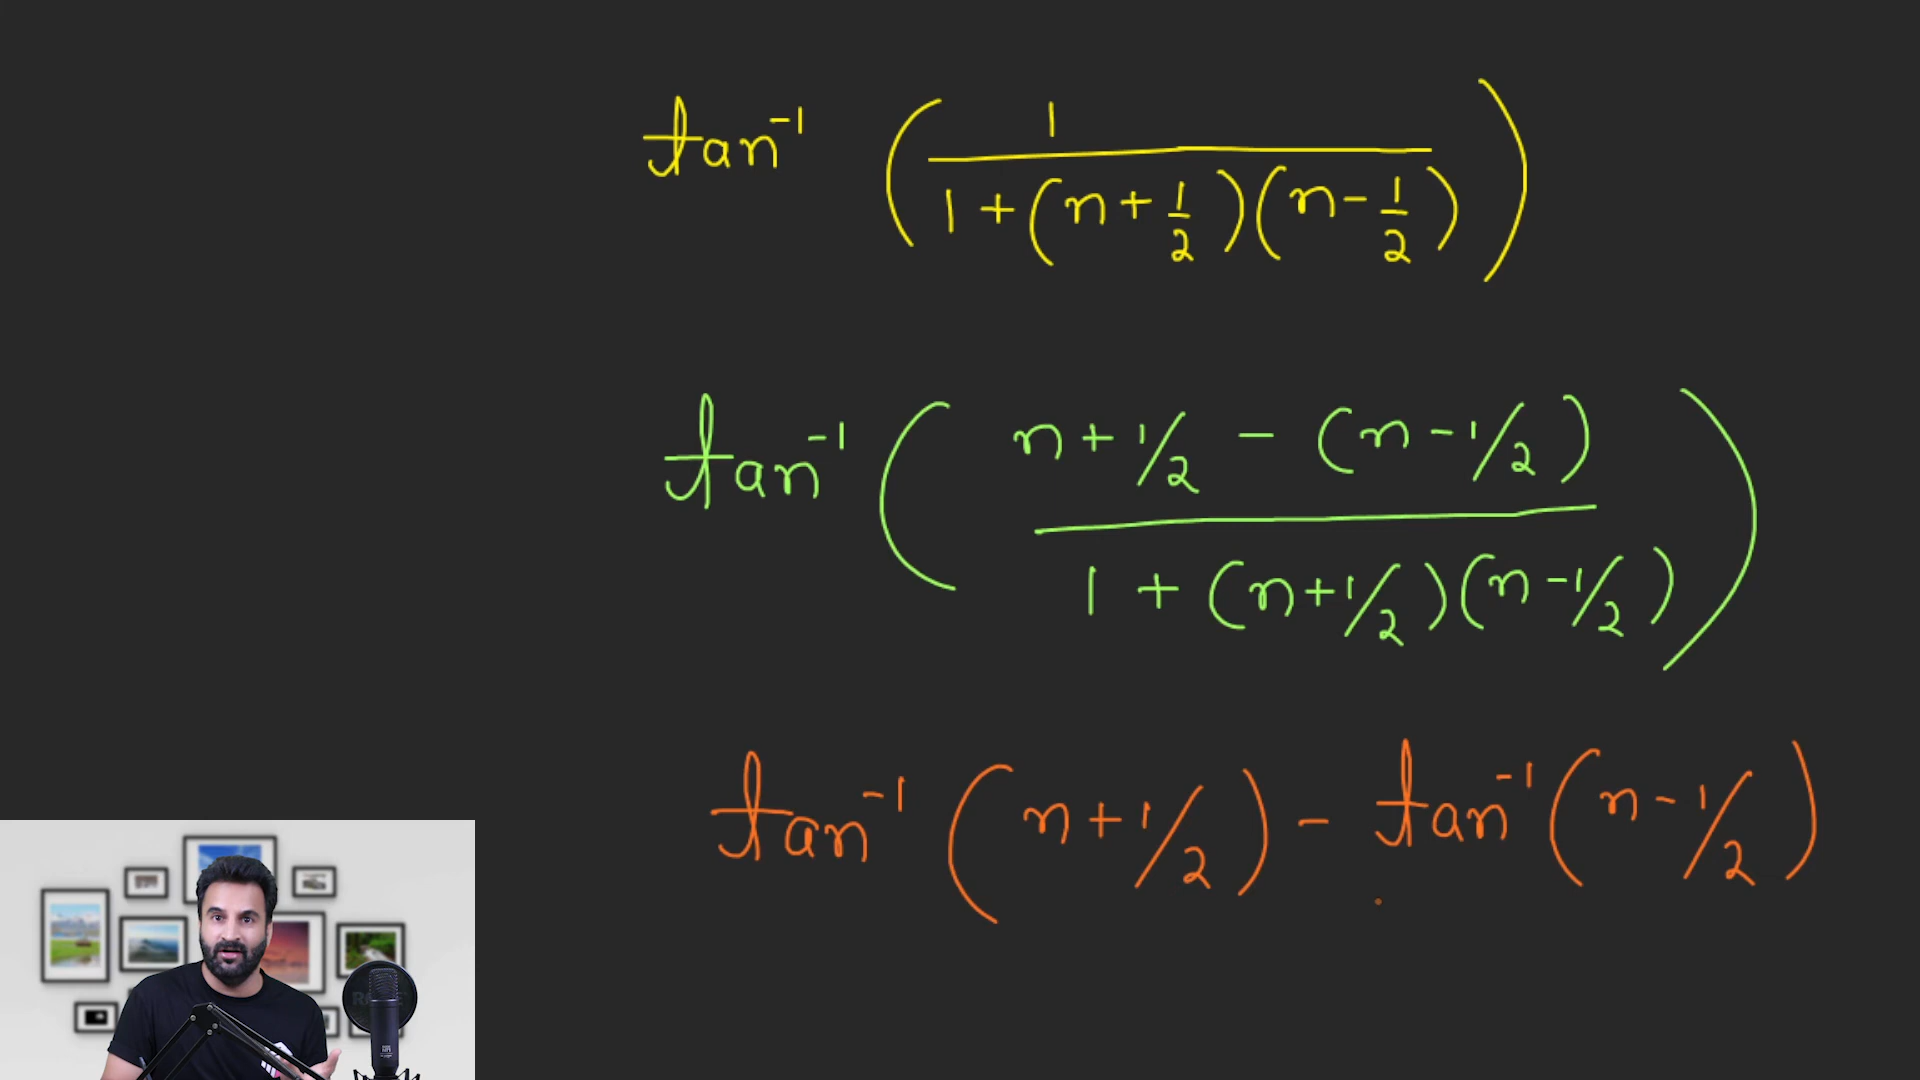 tan⁻¹ ( 1 / 1 + (n + 1/2)(n - 1/2) )
tan⁻¹ ( n + 1/2 - (n - 1/2) / 1 + (n + 1/2)(n - 1/2) )
tan⁻¹ (n + 1/2) - tan⁻¹ (n - 1/2)